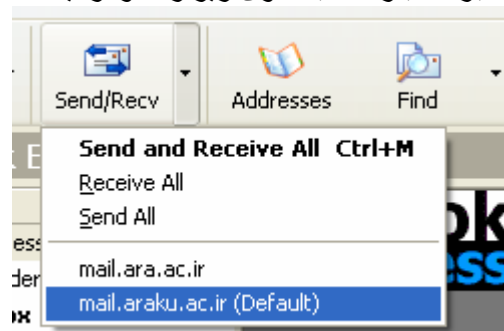 Send/Recv Addresses Find
Send and Receive All Ctrl+M
Receive All
Send All
mail.ara.ac.ir
mail.araku.ac.ir (Default)